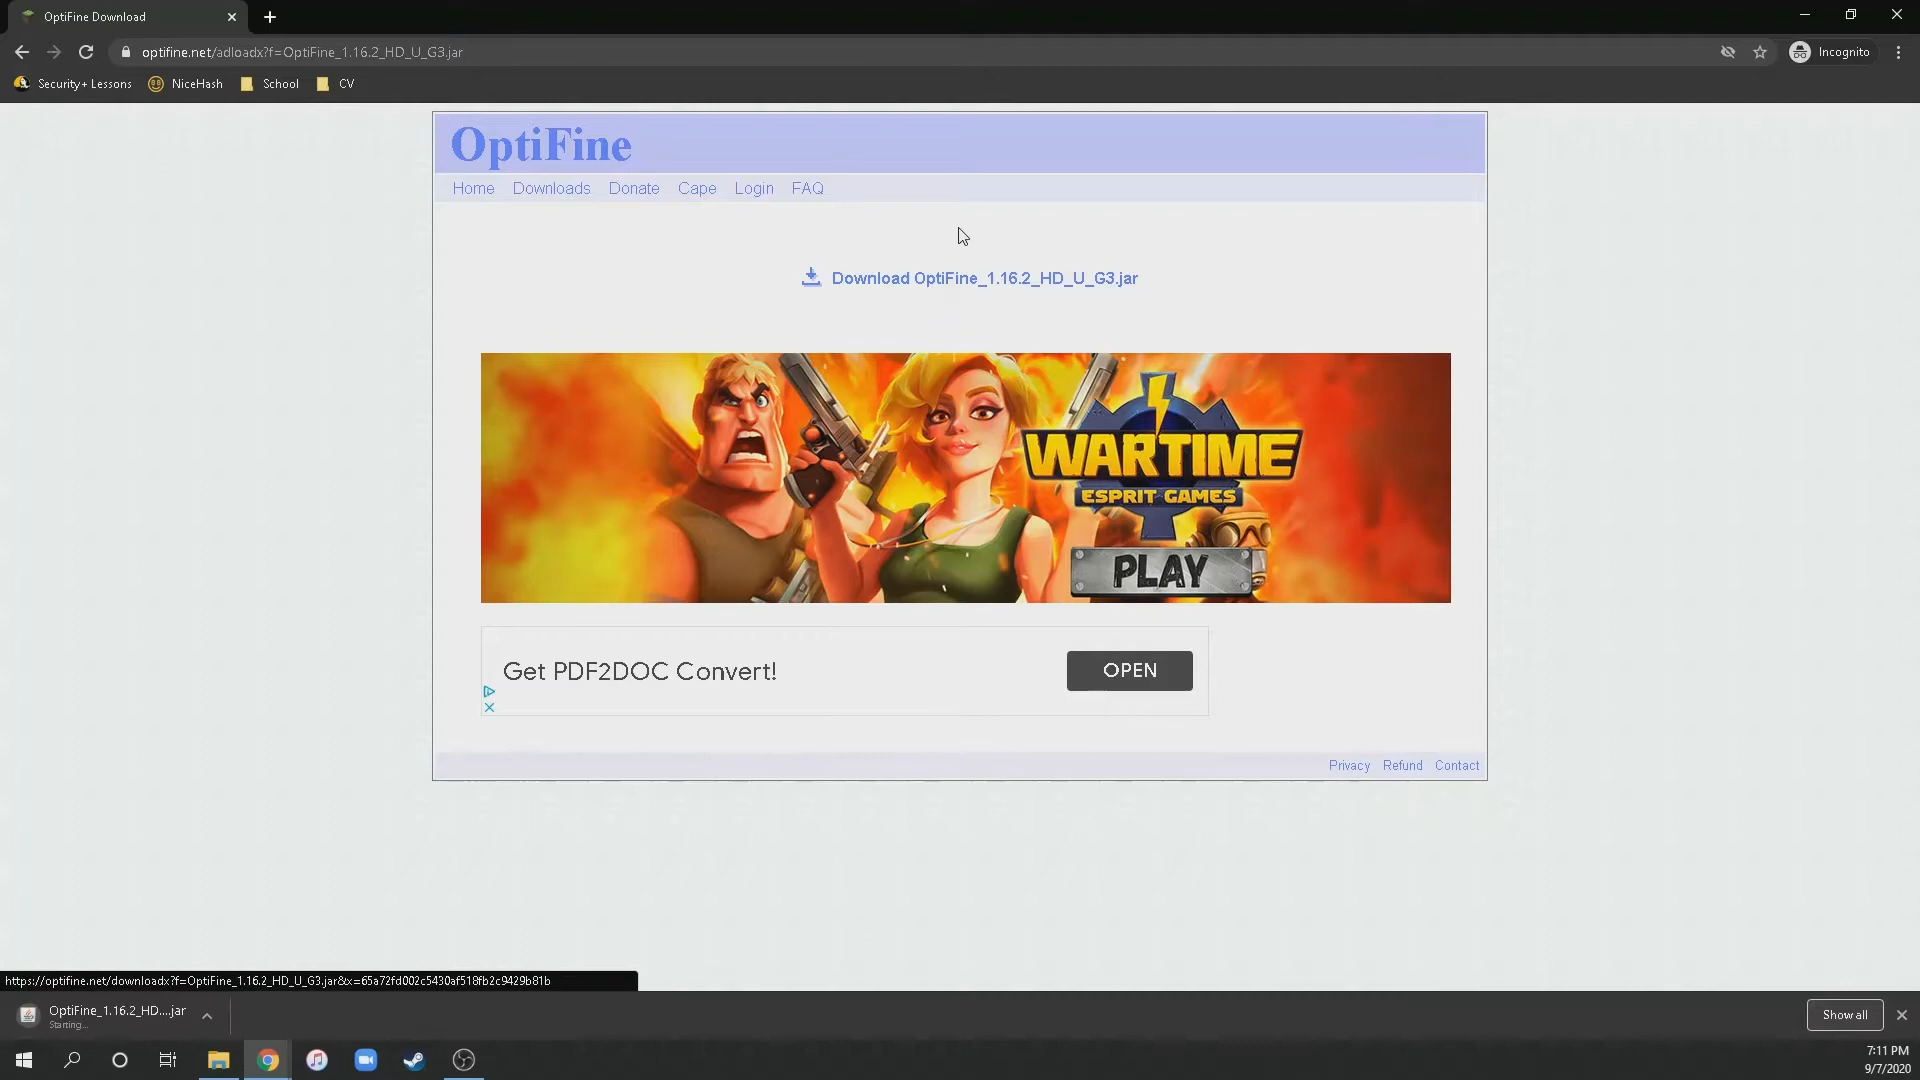 OptiFine Download
optifine.net/adloadx?f=OptiFine_1.16.2_HD_U_G3.jar
Incognito
Security+ Lessons NiceHash School CV
OptiFine
Home Downloads Donate Cape Login FAQ
Download OptiFine_1.16.2_HD_U_G3.jar
WARTIME
ESPRIT GAMES
PLAY
Get PDF2DOC Convert!
OPEN
Privacy Refund Contact
https://optifine.net/downloadx?f=OptiFine_1.16.2_HD_U_G3.jar&x=65a72fd002c5430af518fb2c9429b81b
OptiFine_1.16.2_HD....jar
Starting...
Show all
7:11 PM
9/7/2020